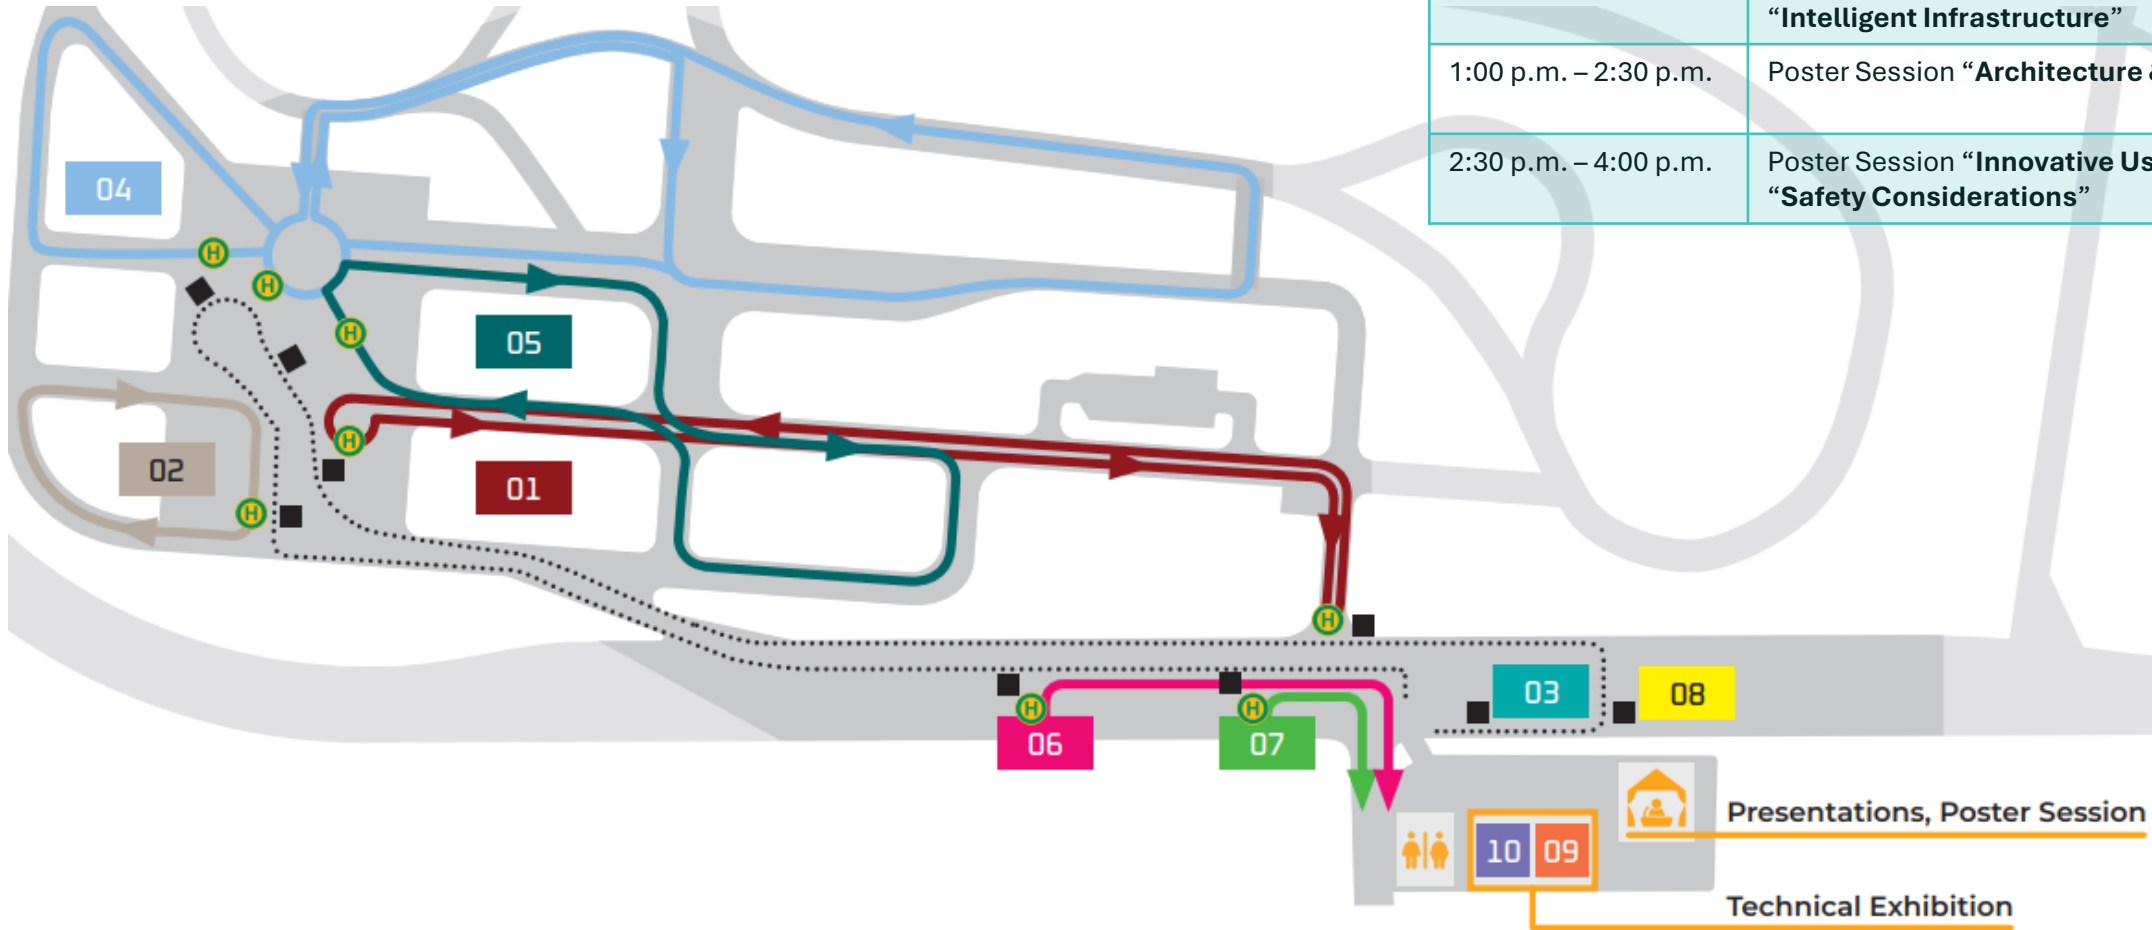 “Intelligent Infrastructure”
1:00 p.m. – 2:30 p.m. Poster Session “Architecture
2:30 p.m. – 4:00 p.m. Poster Session “Innovative
“Safety Considerations”
04
H
H
H
05
02
H
01
H
H
03
08
H
H
06
07
10
09
Presentations, Poster Session
Technical Exhibition